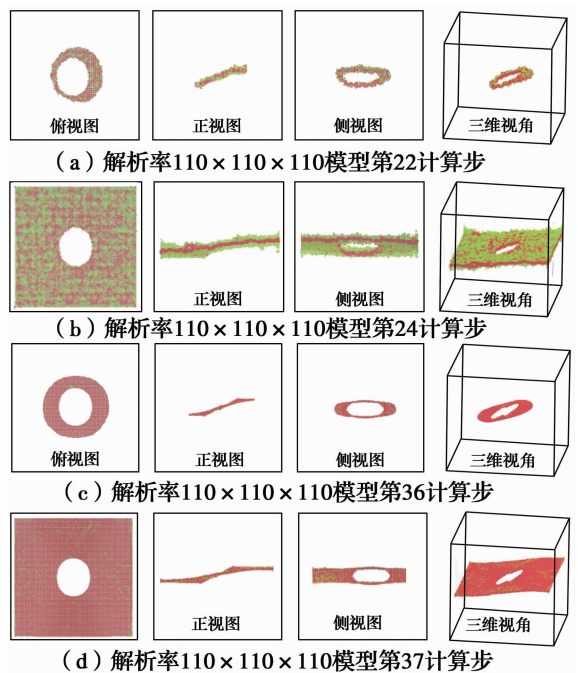 俯视图 正视图 侧视图 三维视角
（a）解析率110×110×110模型第22计算步
正视图 侧视图 三维视角
（b）解析率110×110×110模型第24计算步
俯视图 正视图 侧视图 三维视角
（c）解析率110×110×110模型第36计算步
正视图 侧视图 三维视角
（d）解析率110×110×110模型第37计算步